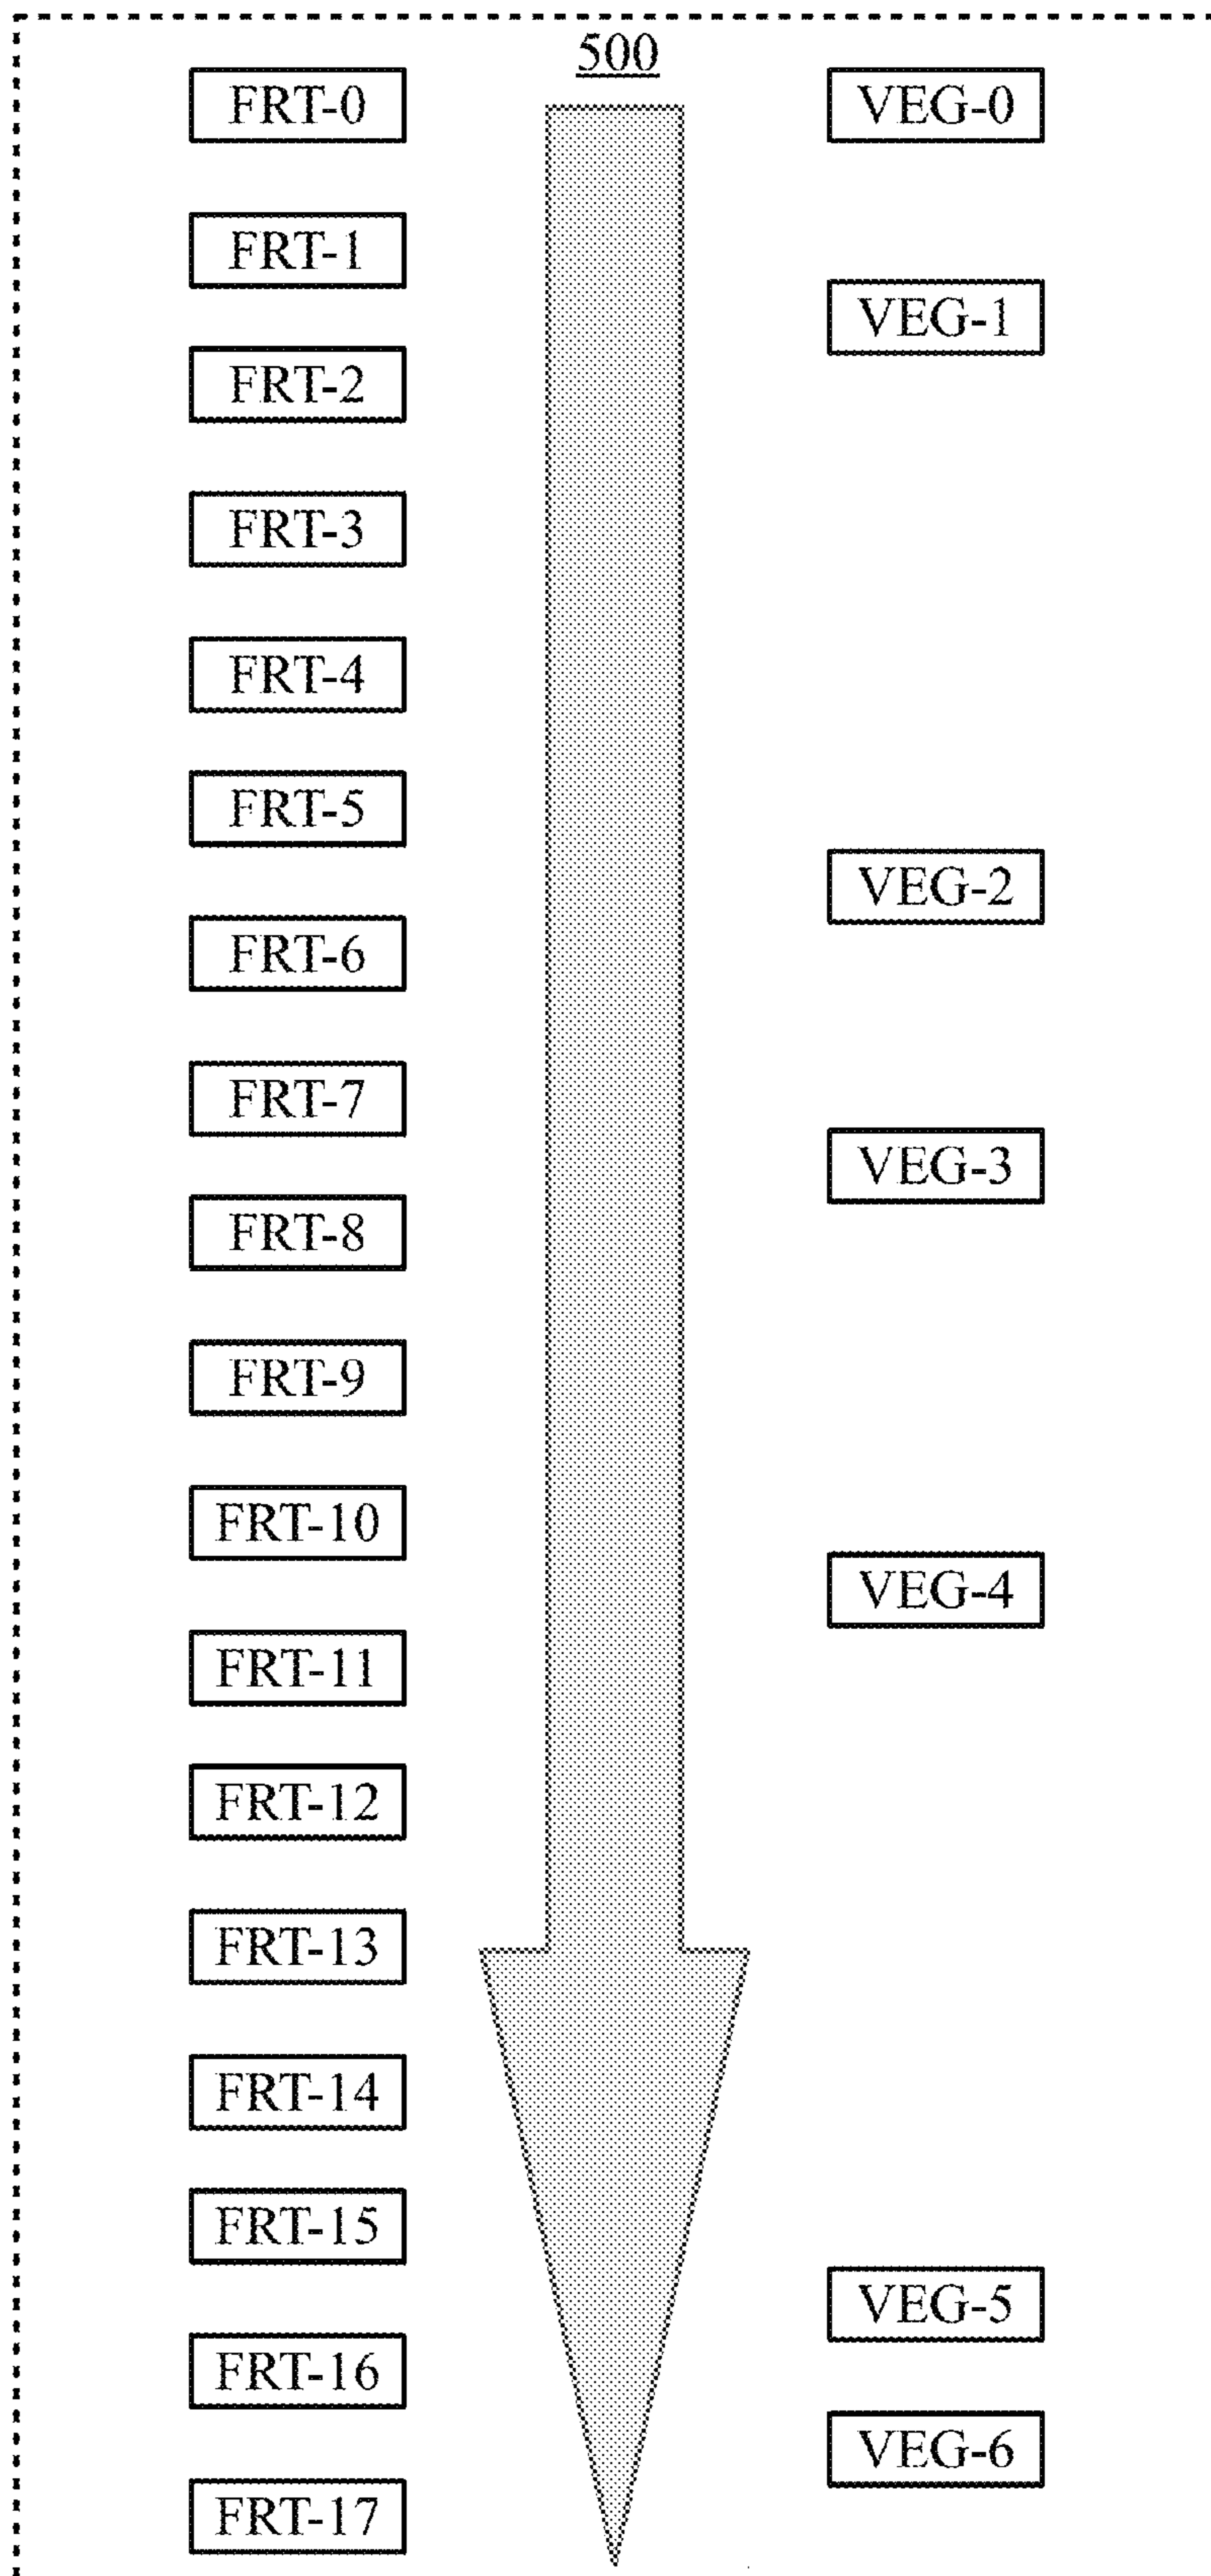 500
FRT-0
VEG-0
FRT-1
VEG-1
FRT-2
FRT-3
FRT-4
FRT-5
VEG-2
FRT-6
FRT-7
VEG-3
FRT-8
FRT-9
FRT-10
VEG-4
FRT-11
FRT-12
FRT-13
FRT-14
FRT-15
VEG-5
FRT-16
VEG-6
FRT-17